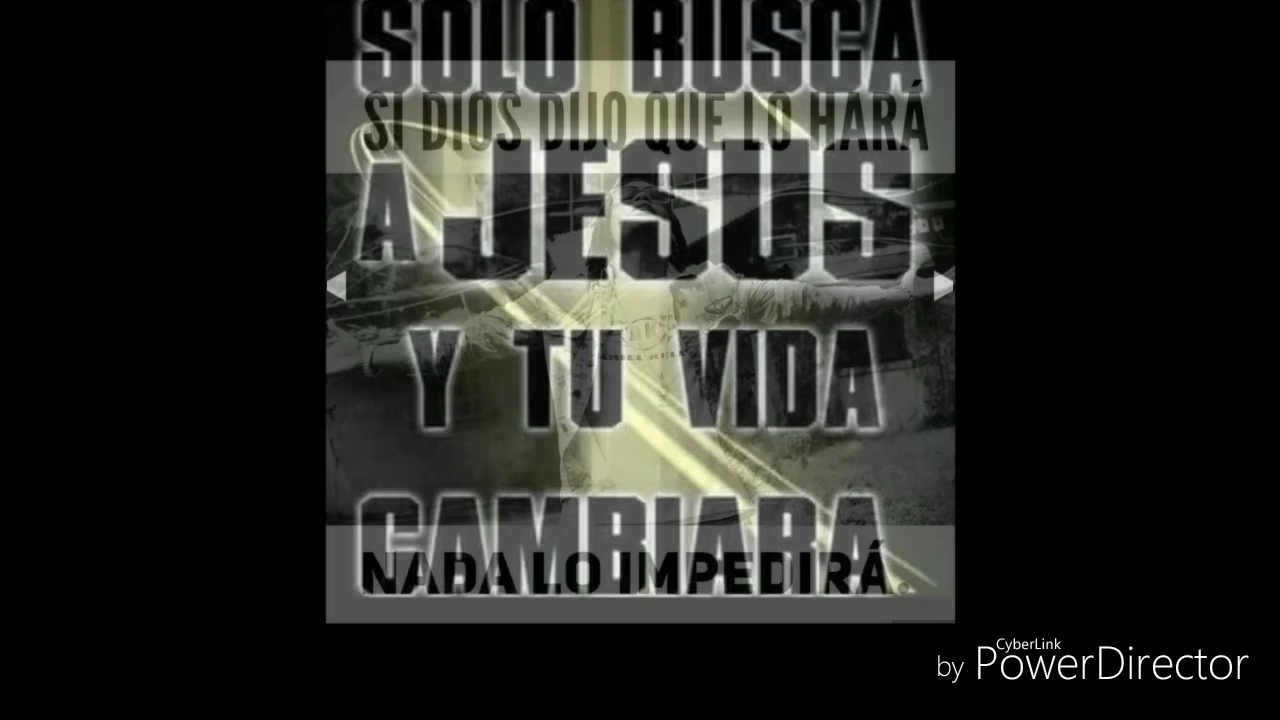 SOLO BUSCA
SI DIOS DIJO QUE LO HARÁ
A JESUS
Y TU VIDA
CAMBIARA
NADA LO IMPEDIRÁ
CyberLink
by PowerDirector